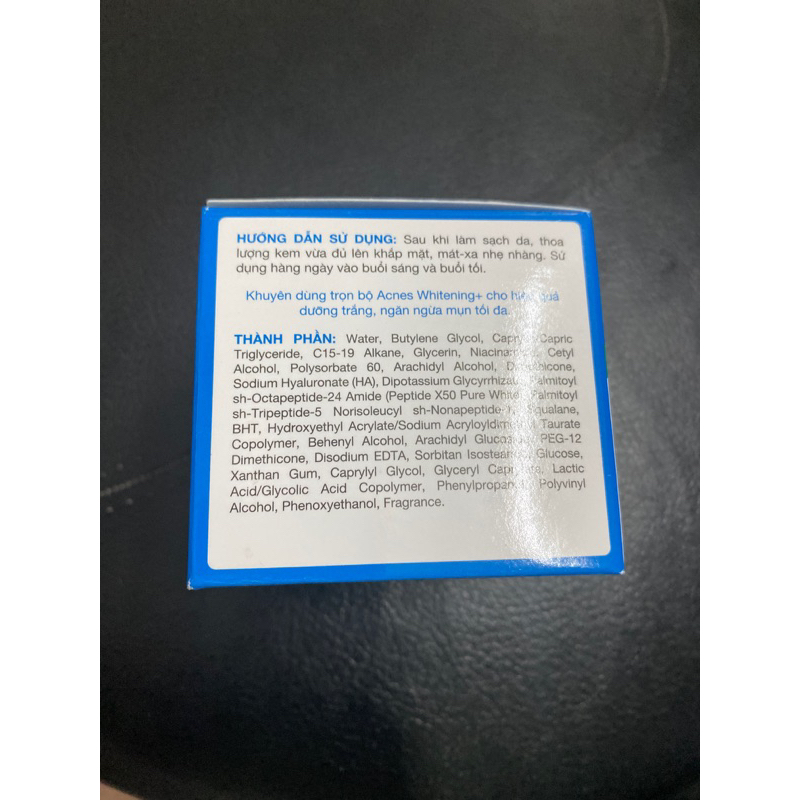 HƯỚNG DẪN SỬ DỤNG: Sau khi làm sạch da, thoa
lượng kem vừa đủ lên khắp mặt, mát-xa nhẹ nhàng. Sử
dụng hàng ngày vào buổi sáng và buổi tối.
Khuyên dùng trọn bộ Acnes Whitening+ cho hiệu quả
dưỡng trắng, ngăn ngừa mụn tối đa.
THÀNH PHẦN: Water, Butylene Glycol, Capric
Triglyceride, C15-19 Alkane, Glycerin, Niacinamide, Cetyl
Alcohol, Polysorbate 60, Arachidyl Alcohol, Dimethicone,
Sodium Hyaluronate (HA), Dipotassium Glycyrrhizate, Palmitoyl
sh-Octapeptide-24 Amide (Peptide X50 Pure White), Palmitoyl
sh-Tripeptide-5 Norisoleucyl sh-Nonapeptide-1, Squalane,
BHT, Hydroxyethyl Acrylate/Sodium Acryloyldimethyl Taurate
Copolymer, Behenyl Alcohol, Arachidyl Glucoside, PEG-12
Dimethicone, Disodium EDTA, Sorbitan Isostearate, Glucose,
Xanthan Gum, Caprylyl Glycol, Glyceryl Caprylate, Lactic
Acid/Glycolic Acid Copolymer, Phenylpropanol, Polyvinyl
Alcohol, Phenoxyethanol, Fragrance.